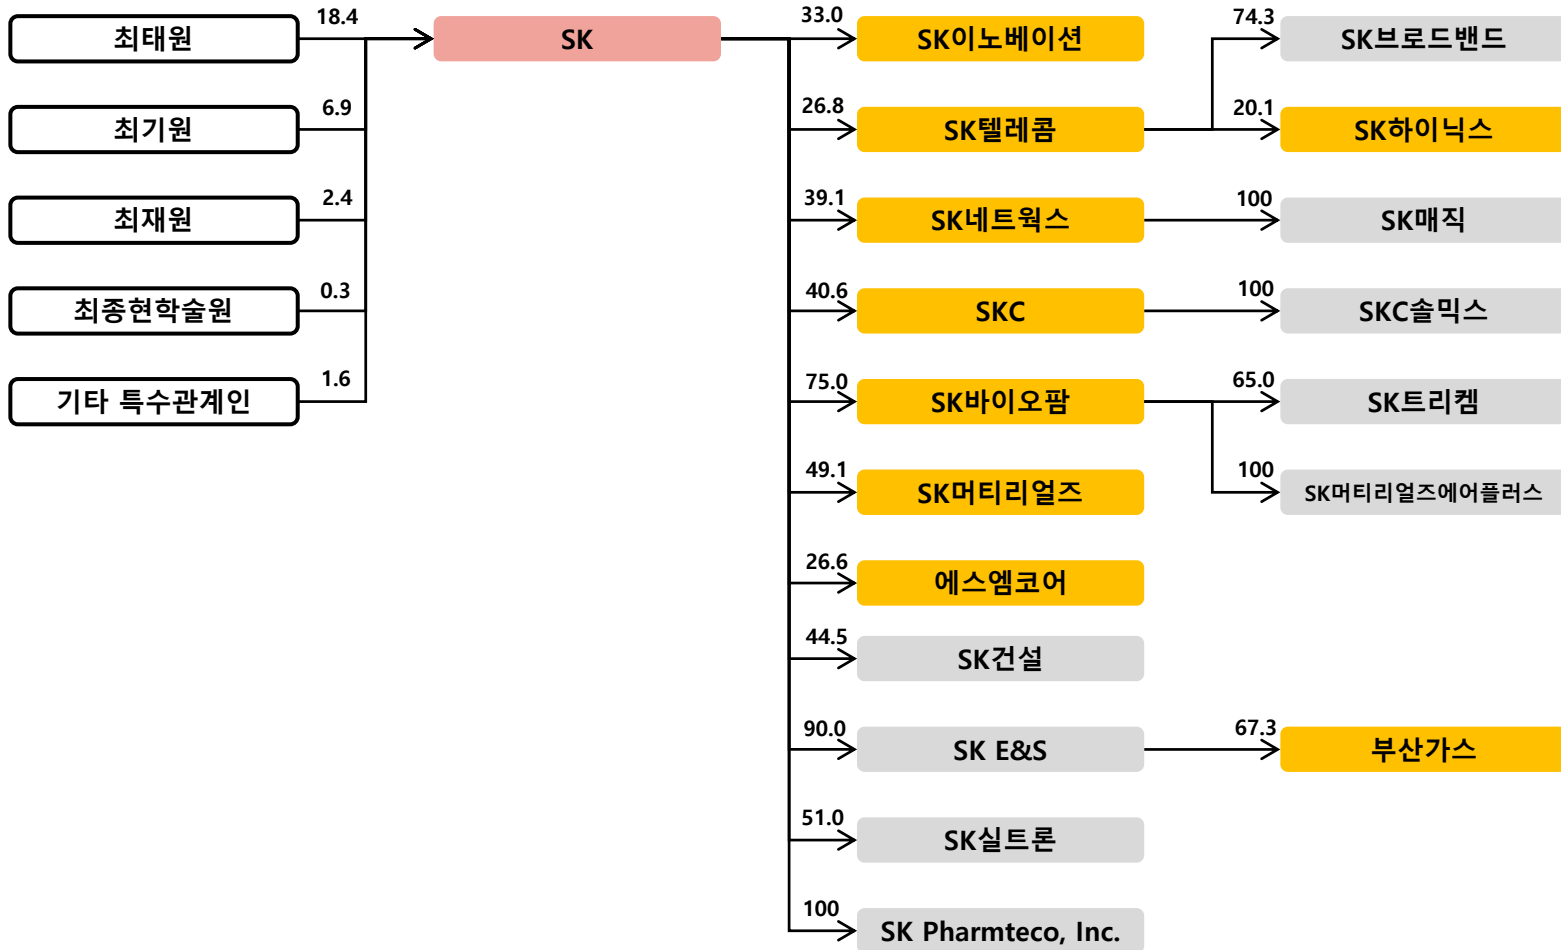 최태원
18.4
SK
33.0
SK이노베이션
74.3
SK브로드밴드
최기원
6.9
26.8
SK텔레콤
20.1
SK하이닉스
최재원
2.4
39.1
SK네트웍스
100
SK매직
최종현학술원
0.3
40.6
SKC
100
SKC솔믹스
기타 특수관계인
1.6
75.0
SK바이오팜
65.0
SK트리켐
49.1
SK머티리얼즈
100
SK머티리얼즈에어플러스
26.6
에스엠코어
44.5
SK건설
90.0
SK E&S
67.3
부산가스
51.0
SK실트론
100
SK Pharmteco, Inc.